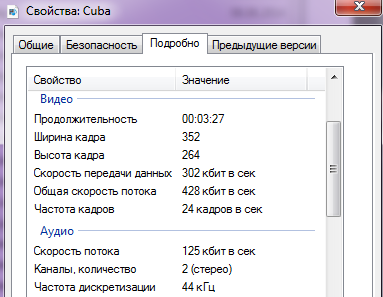 Свойства: Cuba
Общие Безопасность Подробно Предыдущие версии
Свойство Значение
Видео
Продолжительность 00:03:27
Ширина кадра 352
Высота кадра 264
Скорость передачи данных 302 кбит в сек
Общая скорость потока 428 кбит в сек
Частота кадров 24 кадров в сек
Аудио
Скорость потока 125 кбит в сек
Каналы, количество 2 (стерео)
Частота дискретизации 44 кГц